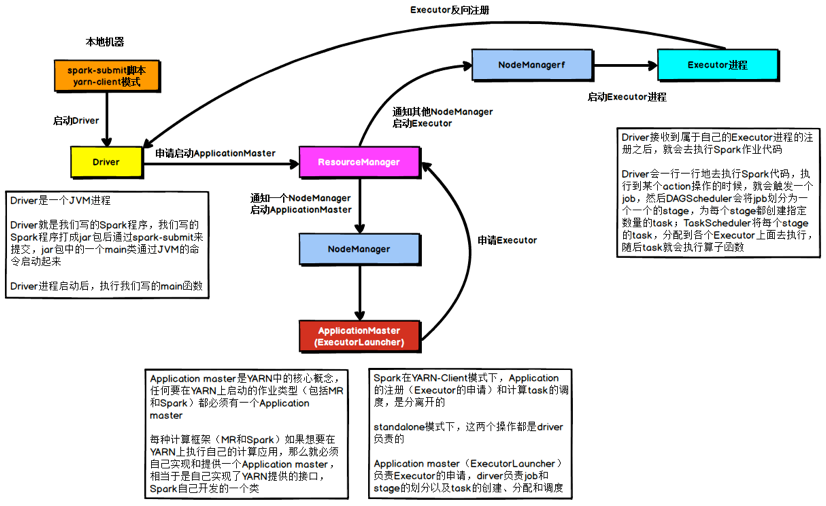 Executor反向注册
本地机器
spark-submit脚本
yarn-client模式
NodeManagerf
Executor进程
启动Driver
通知其他NodeManager
启动Executor
启动Executor进程
Driver
申请启动ApplicationMaster
ResourceManager
Driver接收到属于自己的Executor进程的注
册之后，就会去执行Spark作业代码
Driver会一行一行地去执行Spark代码，执
行到某个action操作的时候，就会触发一个
job，然后DAGScheduler会将jpb划分为一
个一个的stage，为每个stage都创建指定
数量的task；TaskScheduler将每个stage
的task，分配到各个Executor上面去执行，
随后task就会执行算子函数
Driver是一个JVM进程
Driver就是我们写的Spark程序，我们写的
Spark程序打成jar包后通过spark-submit来
提交，jar包中的一个main类通过JVM的命
令启动起来
Driver进程启动后，执行我们写的main函数
通知一个NodeManager
启动ApplicationMaster
NodeManager
申请Executor
ApplicationMaster
(ExecutorLauncher)
Application master是YARN中的核心概念，
任何要在YARN上启动的作业类型（包括MR
和Spark）都必须有一个Application
master
每种计算框架（MR和Spark）如果想要在
YARN上执行自己的计算应用，那么就必须
自己实现和提供一个Application master，
相当于是自己实现了YARN提供的接口，
Spark自己开发的一个类
Spark在YARN-Client模式下，Application
的注册（Executor的申请）和计算task的调
度，是分离开的
standalone模式下，这两个操作都是driver
负责的
Application master（ExecutorLauncher）
负责Executor的申请，dirver负责job和
stage的划分以及task的创建、分配和调度